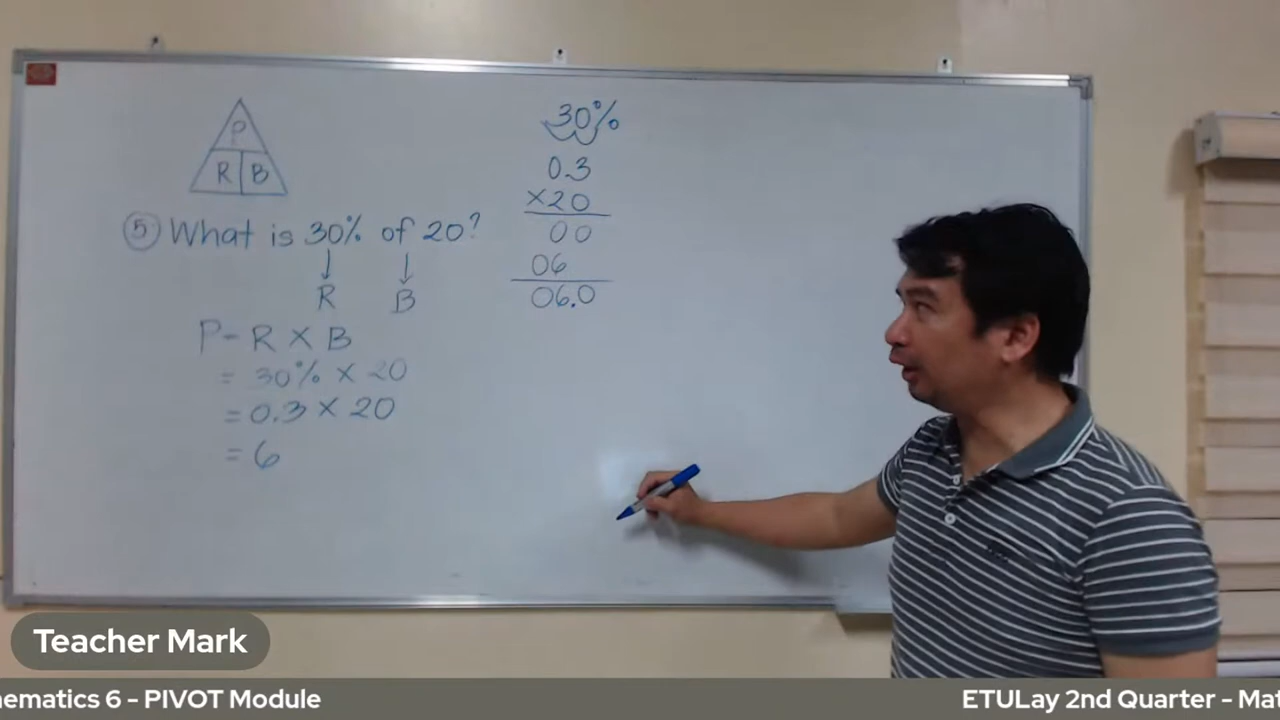 P
R B
⑤ What is 30% of 20?
R B
P = R × B
= 30% × 20
= 0.3 × 20
= 6
30%
0.3
×20
00
06
06.0
Teacher Mark
ematics 6 - PIVOT Module
ETULay 2nd Quarter - Mat